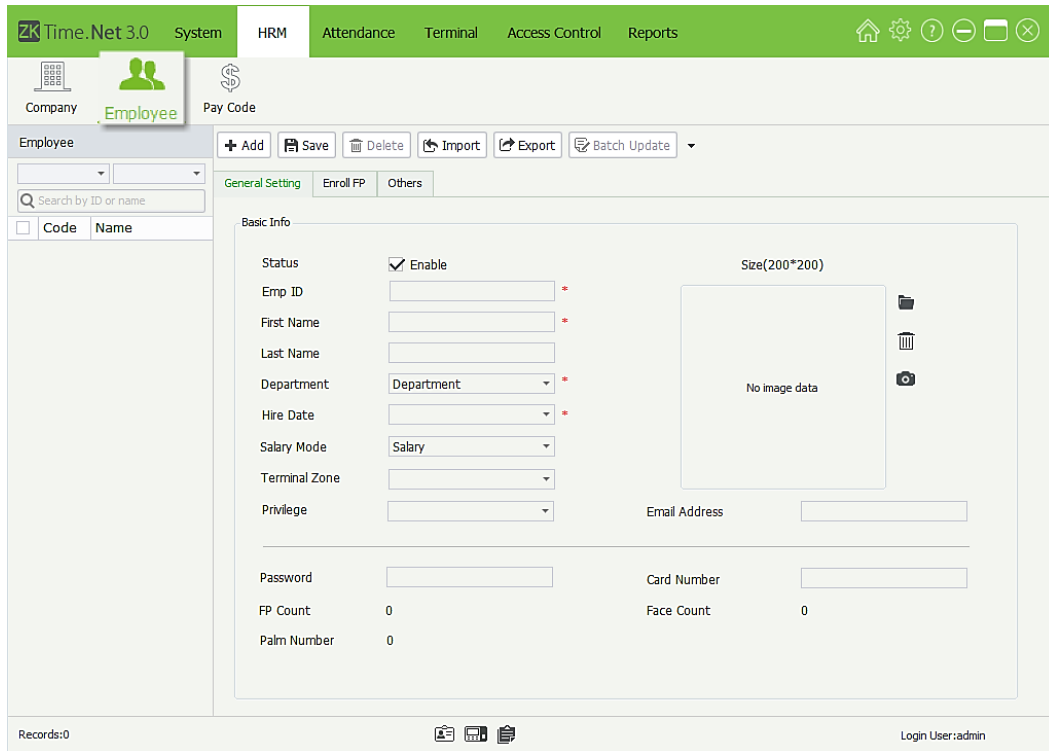 ZK Time.Net 3.0 System HRM Attendance Terminal Access Control Reports
Company Employee Pay Code
Employee
+ Add Save Delete Import Export Batch Update
General Setting Enroll FP Others
Search by ID or name
Code Name
Basic Info
Status Enable Size(200*200)
Emp ID *
First Name *
Last Name
Department Department * No image data
Hire Date *
Salary Mode Salary
Terminal Zone
Privilege Email Address
Password Card Number
FP Count 0 Face Count 0
Palm Number 0
Records:0 Login User:admin